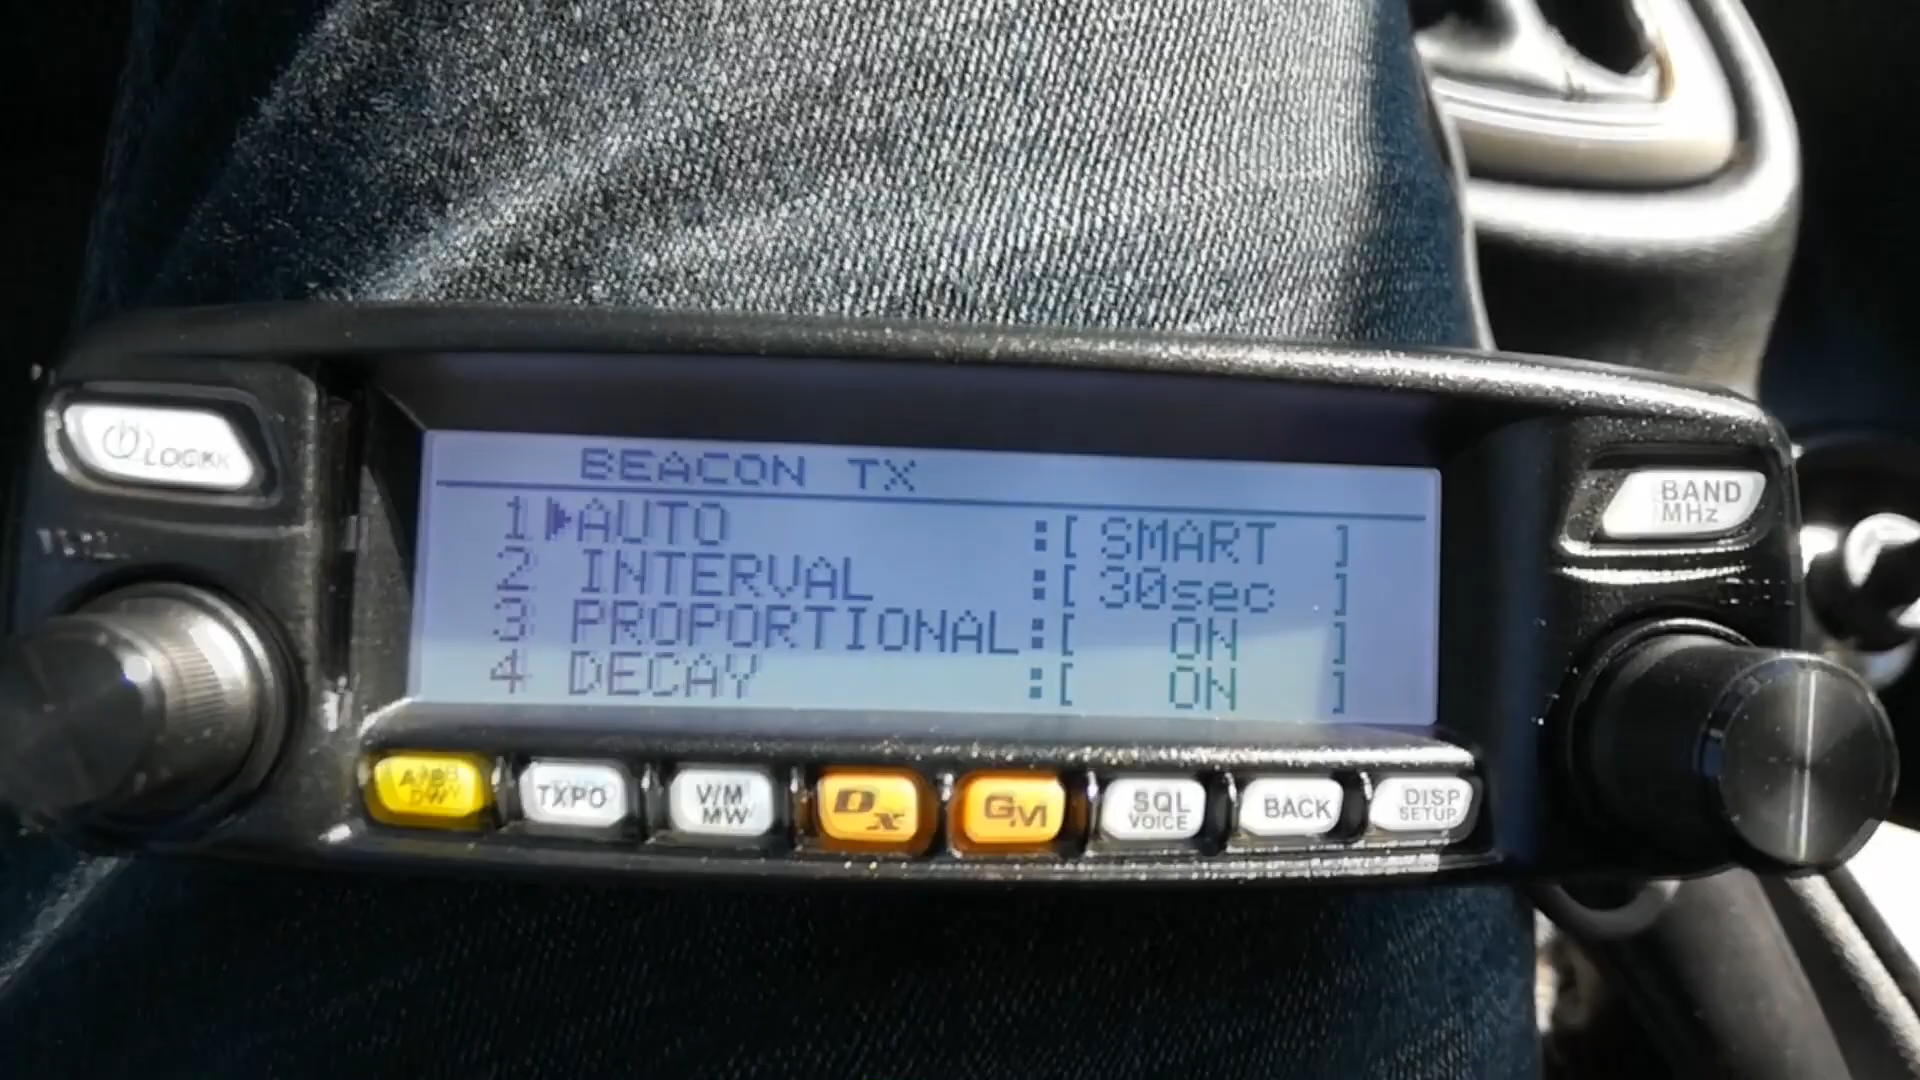 BEACON TX
1 AUTO :[ SMART ]
2 INTERVAL :[ 30sec ]
3 PROPORTIONAL:[ ON ]
4 DECAY :[ ON ]
LOCK
BAND
MHz
DW
TXPO
V/M
MW
DX
GM
SQL
VOICE
BACK
DISP
SETUP